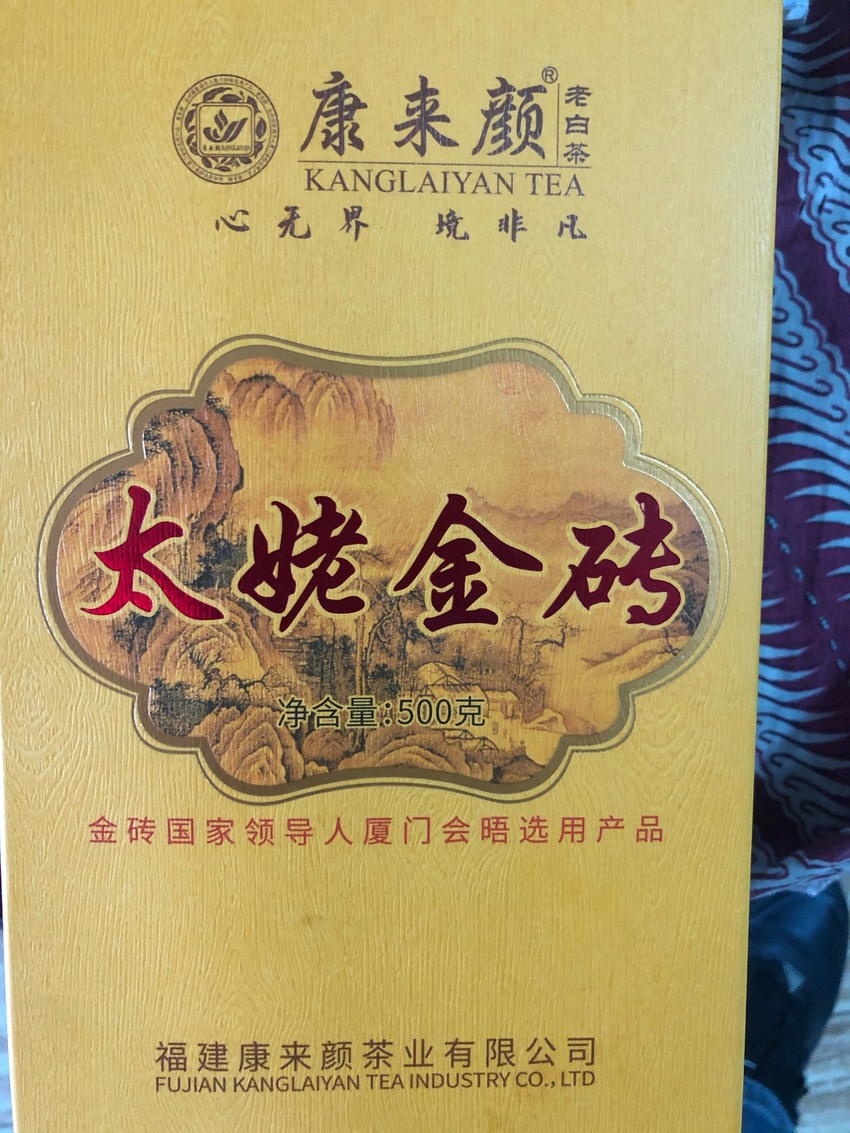 康来颜®
老白茶
KANGLAIYAN TEA
心无界 境非凡
太姥金砖
净含量:500克
金砖国家领导人厦门会晤选用产品
福建康来颜茶业有限公司
FUJIAN KANGLAIYAN TEA INDUSTRY CO., LTD